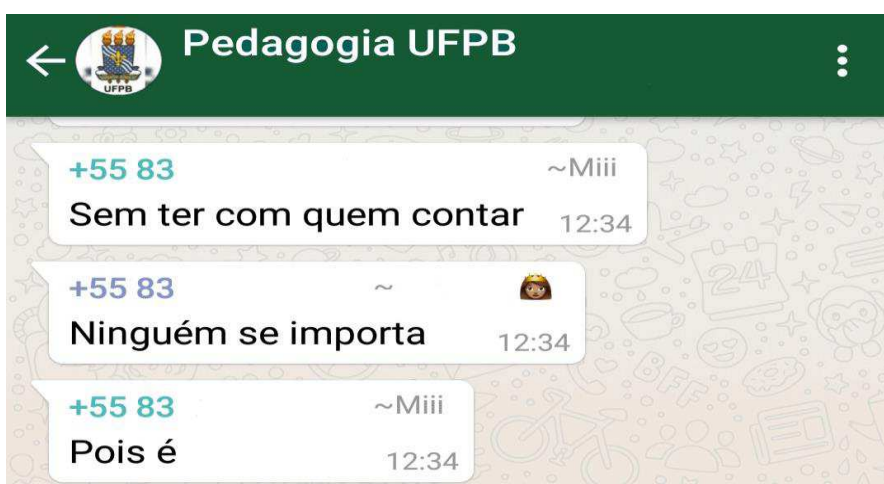 Pedagogia UFPB
UFPB
+55 83 ~Miii
Sem ter com quem contar 12:34
+55 83 ~
Ninguém se importa 12:34
+55 83 ~Miii
Pois é 12:34